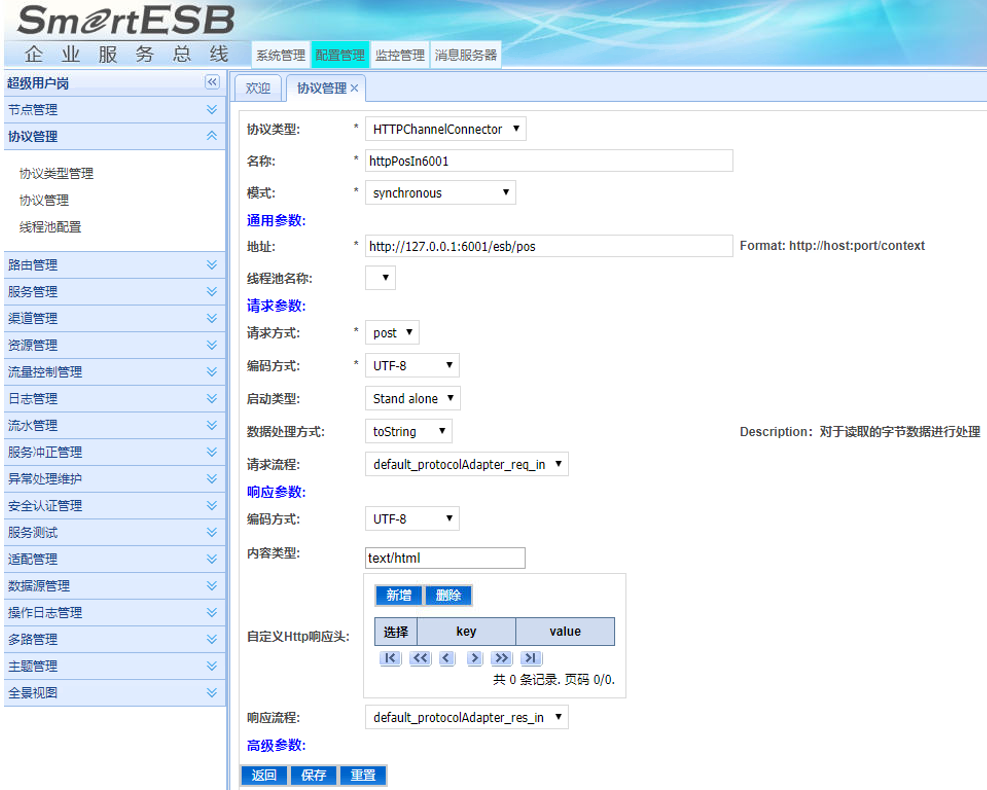 SmartESB
企 业 服 务 总 线
系统管理 配置管理 监控管理 消息服务器
超级用户岗
节点管理
协议管理
协议类型管理
协议管理
线程池配置
路由管理
服务管理
渠道管理
资源管理
流量控制管理
日志管理
流水管理
服务冲正管理
异常处理维护
安全认证管理
服务测试
适配管理
数据源管理
操作日志管理
多路管理
主题管理
全景视图
欢迎 协议管理 ×
协议类型: * HTTPChannelConnector
名称: * httpPosIn6001
模式: * synchronous
通用参数:
地址: * http://127.0.0.1:6001/esb/pos Format: http://host:port/context
线程池名称:
请求参数:
请求方式: * post
编码方式: * UTF-8
启动类型: Stand alone
数据处理方式: toString Description: 对于读取的字节数据进行处理
请求流程: default_protocolAdapter_req_in
响应参数:
编码方式: UTF-8
内容类型: text/html
新增 删除
自定义Http响应头:
选择 key value
共 0 条记录. 页码 0/0.
响应流程: default_protocolAdapter_res_in
高级参数:
返回 保存 重置